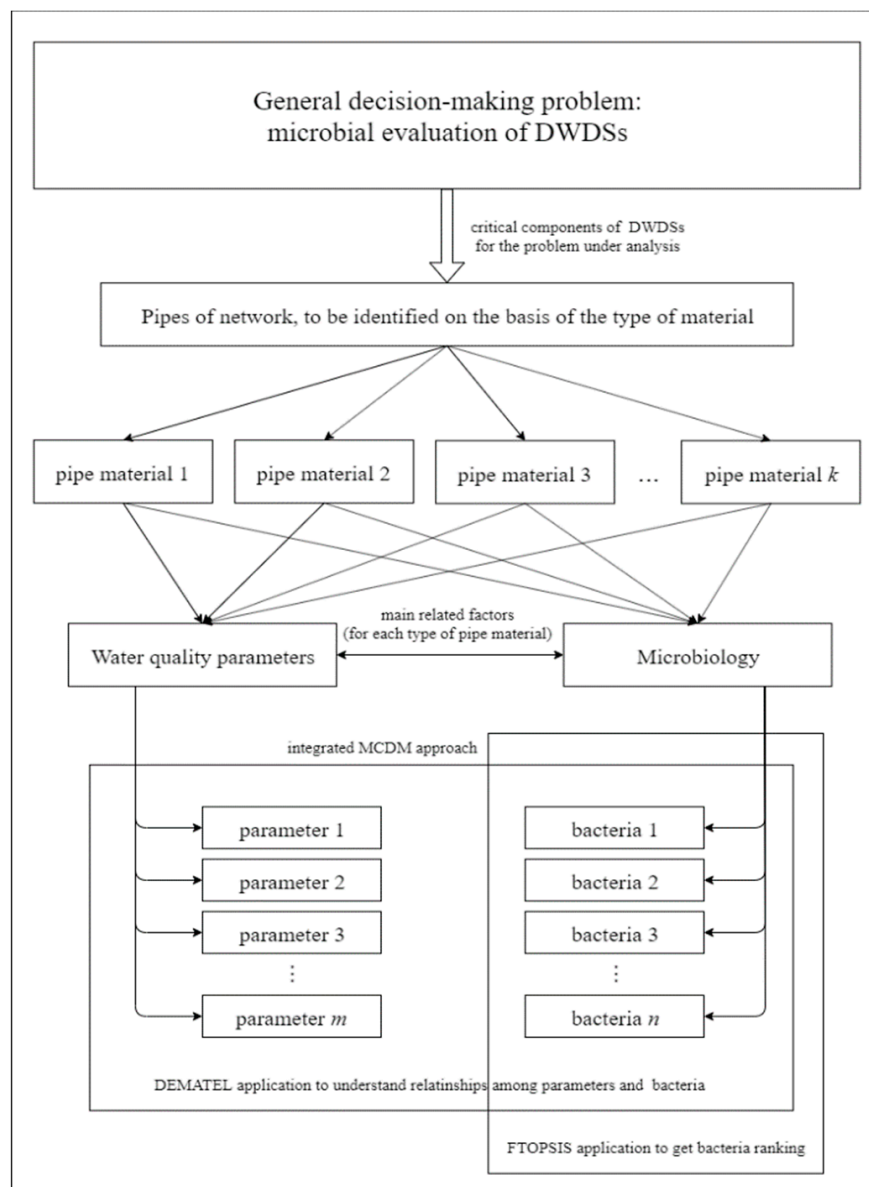 General decision-making problem:
microbial evaluation of DWDSs
critical components of DWDSs
for the problem under analysis
Pipes of network, to be identified on the basis of the type of material
pipe material 1
pipe material 2
pipe material 3
...
pipe material k
main related factors
(for each type of pipe material)
Water quality parameters
Microbiology
integrated MCDM approach
parameter 1
bacteria 1
parameter 2
bacteria 2
parameter 3
bacteria 3
⋮
⋮
parameter m
bacteria n
DEMATEL application to understand relatinships among parameters and bacteria
FTOPSIS application to get bacteria ranking